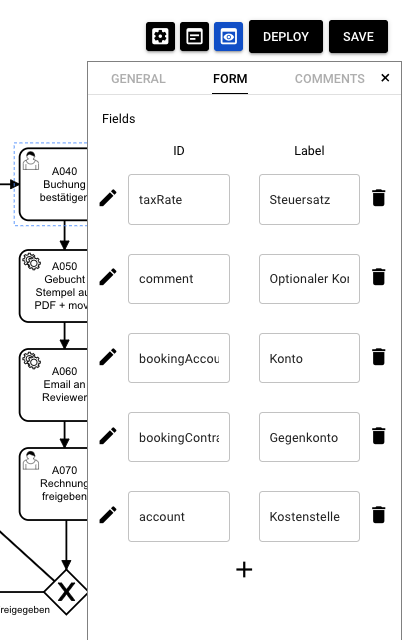 DEPLOY SAVE
GENERAL FORM COMMENTS ×
Fields
ID Label
taxRate Steuersatz
comment Optionaler Kor
bookingAccou Konto
bookingContra Gegenkonto
account Kostenstelle
+
A040
Buchung
bestätigen
A050
Gebucht
Stempel au
PDF + mov
A060
Email an
Reviewer
A070
Rechnung
freigeben
X
reigegeben